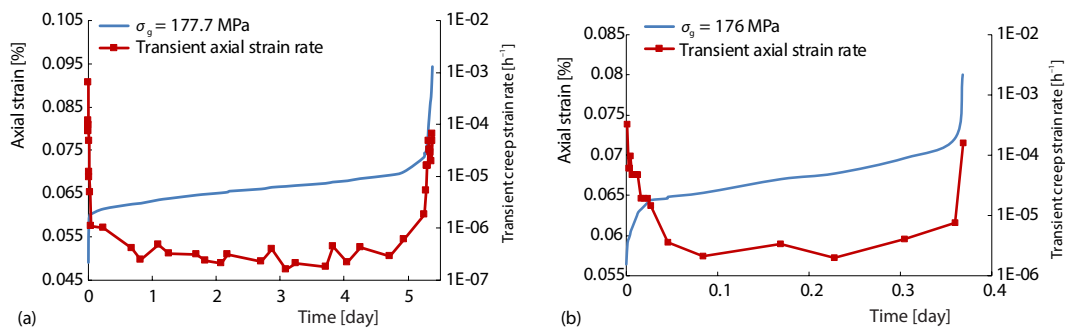 0.105
0.095
0.085
0.075
0.065
0.055
0.045
Axial strain [%]
σg = 177.7 MPa
Transient axial strain rate
1E−02
1E−03
1E−04
1E−05
1E−06
1E−07
Transient creep strain rate [h−1]
0 1 2 3 4 5
Time [day]
(a)
0.085
0.08
0.075
0.07
0.065
0.06
0.055
Axial strain [%]
σg = 176 MPa
Transient axial strain rate
1E−02
1E−03
1E−04
1E−05
1E−06
Transient creep strain rate [h−1]
0 0.1 0.2 0.3 0.4
Time [day]
(b)